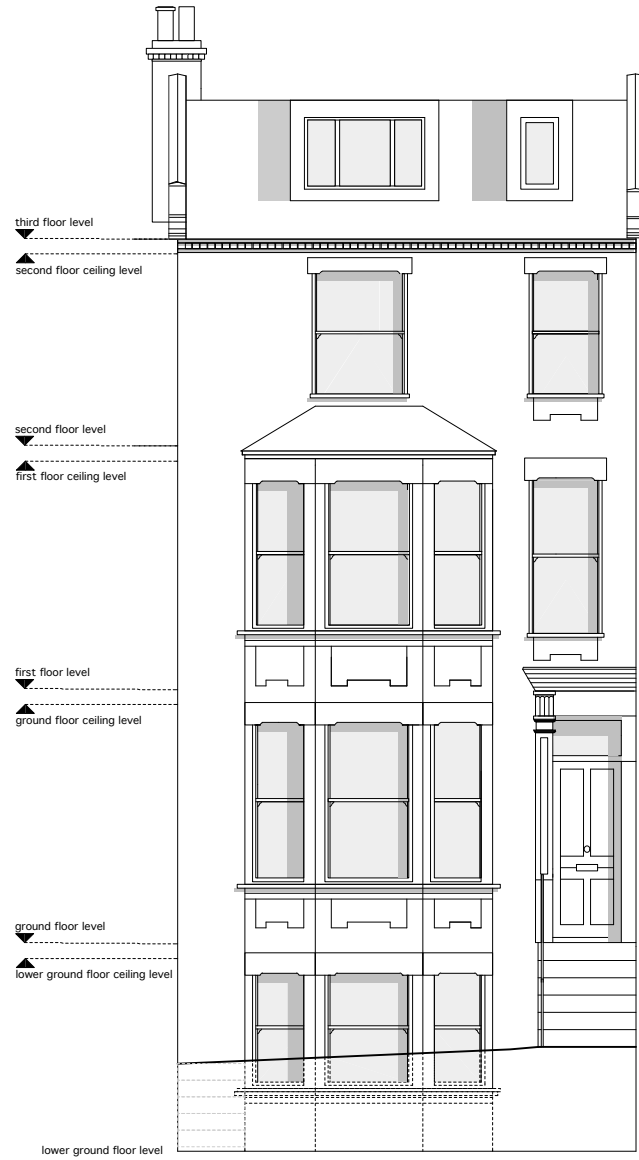 third floor level
second floor ceiling level
second floor level
first floor ceiling level
first floor level
ground floor ceiling level
ground floor level
lower ground floor ceiling level
lower ground floor level